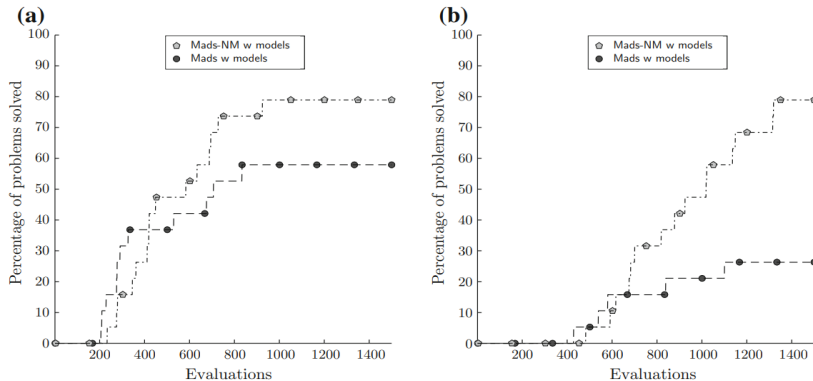 (a)
100
90
80
70
60
50
40
30
20
10
0
Percentage of problems solved
Mads-NM w models
Mads w models
200 400 600 800 1000 1200 1400
Evaluations
(b)
100
90
80
70
60
50
40
30
20
10
0
Percentage of problems solved
Mads-NM w models
Mads w models
200 400 600 800 1000 1200 1400
Evaluations